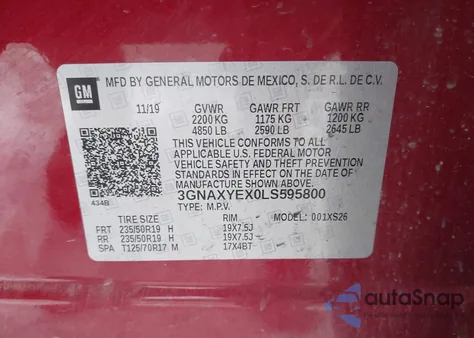 GM
MFD BY GENERAL MOTORS DE MEXICO, S. DE R.L. DE C.V.
11/19 GVWR GAWR FRT GAWR RR
2200 KG 1175 KG 1200 KG
4850 LB 2590 LB 2645 LB
THIS VEHICLE CONFORMS TO ALL
APPLICABLE U.S. FEDERAL MOTOR
VEHICLE SAFETY AND THEFT PREVENTION
STANDARDS IN EFFECT ON THE DATE OF
MANUFACTURE SHOWN ABOVE.
3GNAXYEX0LS595800
TYPE: M.P.V.
434B
TIRE SIZE RIM MODEL: 001XS26
FRT 235/50R19 H 19X7.5J
RR 235/50R19 H 19X7.5J
SPA T125/70R17 M 17X4BT
autoSnap